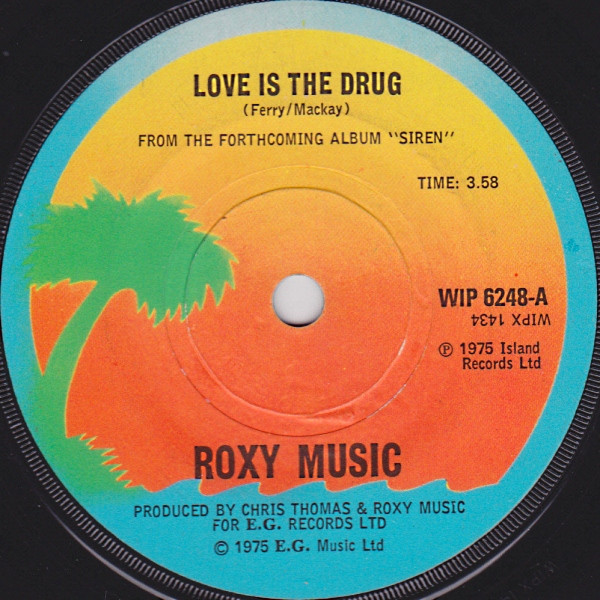 LOVE IS THE DRUG
(Ferry/Mackay)
FROM THE FORTHCOMING ALBUM "SIREN"
TIME: 3.58
WIP 6248-A
WIPX 1434
℗ 1975 Island
Records Ltd
ROXY MUSIC
PRODUCED BY CHRIS THOMAS & ROXY MUSIC
FOR E.G. RECORDS LTD
© 1975 E.G. Music Ltd